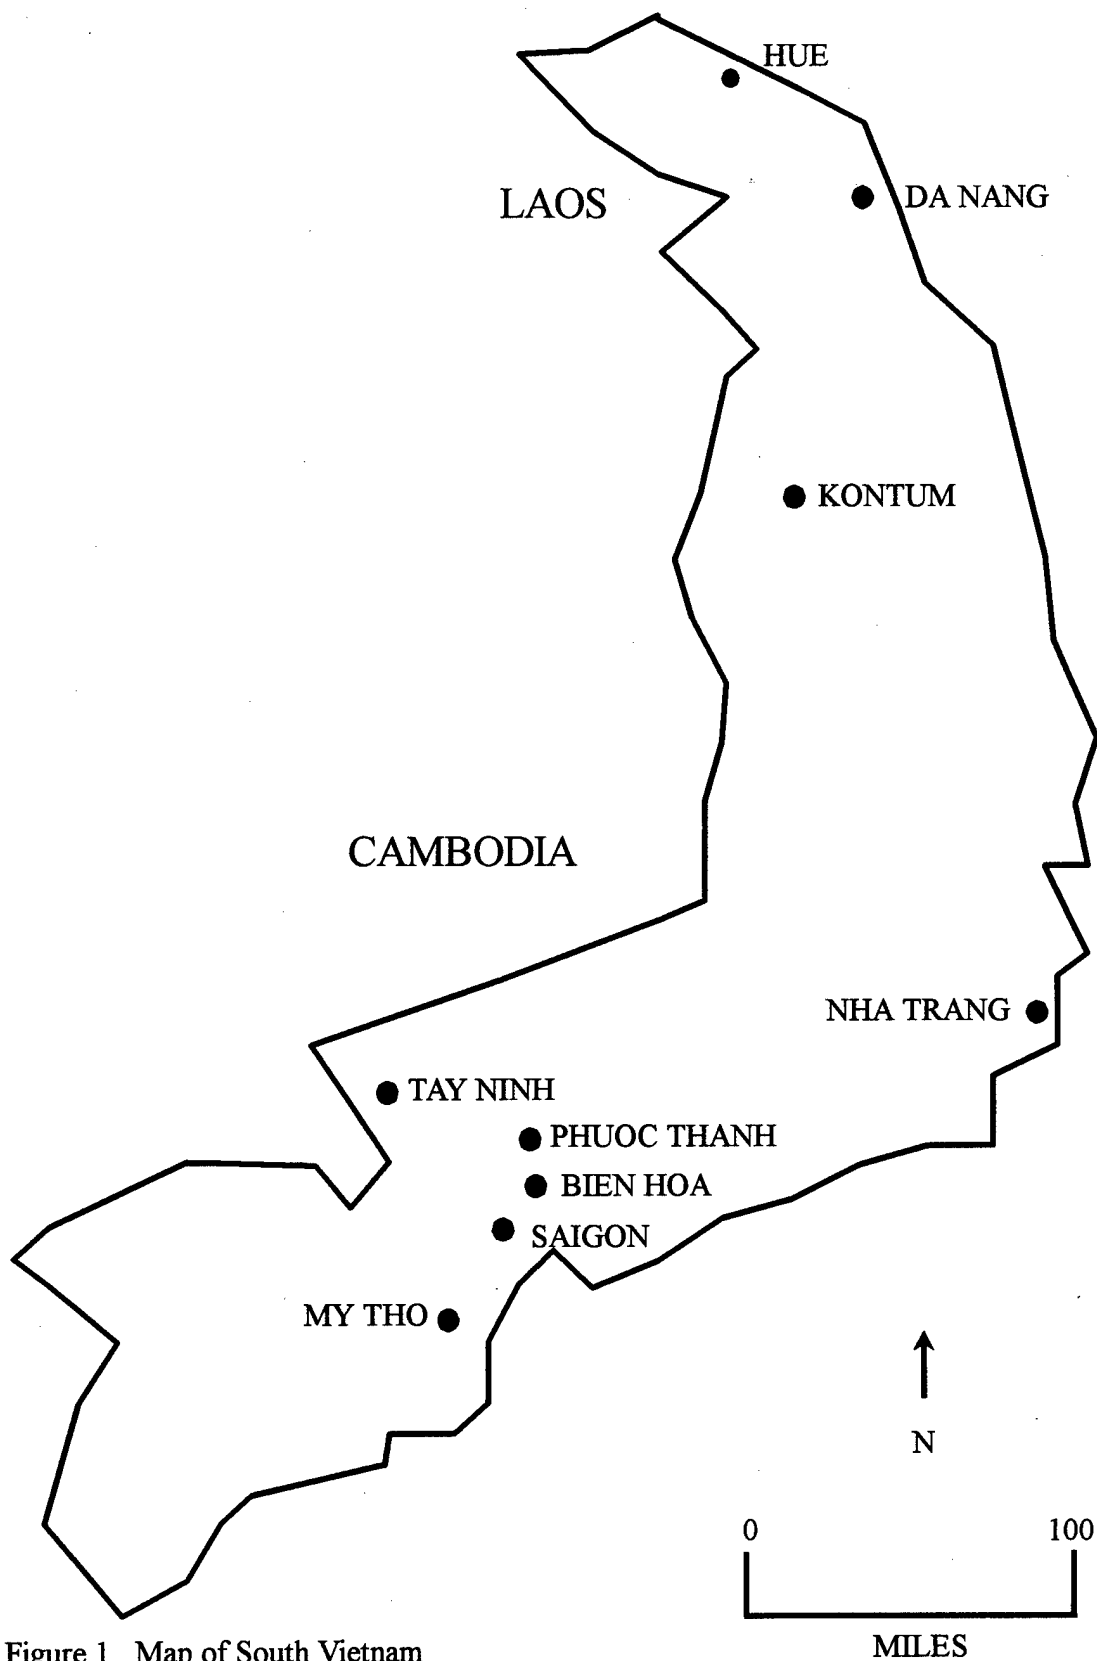 HUE
LAOS
DA NANG
KONTUM
CAMBODIA
NHA TRANG
TAY NINH
PHUOC THANH
BIEN HOA
SAIGON
MY THO
N
0 100
MILES
Figure 1 Map of South Vietnam